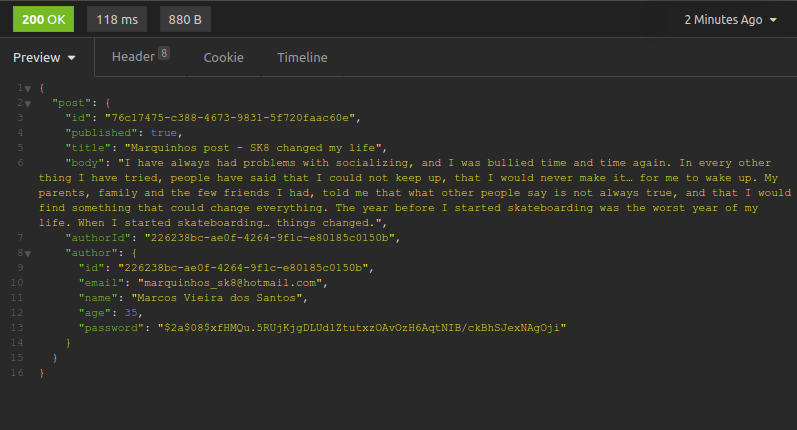 200 OK 118 ms 880 B 2 Minutes Ago
Preview Header 8 Cookie Timeline
1 {
2 "post": {
3 "id": "76c17475-c388-4673-9831-5f720faac60e",
4 "published": true,
5 "title": "Marquinhos post - SK8 changed my life",
6 "body": "I have always had problems with socializing, and I was bullied time and time again. In every other
thing I have tried, people have said that I could not keep up, that I would never make it… for me to wake up. My
parents, family and the few friends I had, told me that what other people say is not always true, and that I would
find something that could change everything. The year before I started skateboarding was the worst year of my
life. When I started skateboarding… things changed.",
7 "authorId": "226238bc-ae0f-4264-9f1c-e80185c0150b",
8 "author": {
9 "id": "226238bc-ae0f-4264-9f1c-e80185c0150b",
10 "email": "marquinhos_sk8@hotmail.com",
11 "name": "Marcos Vieira dos Santos",
12 "age": 35,
13 "password": "$2a$08$xfHMQu.5RUjKjgDLUdlZtutxzOAvOzH6AqtNIB/ckBhSJexNAgOji"
14 }
15 }
16 }